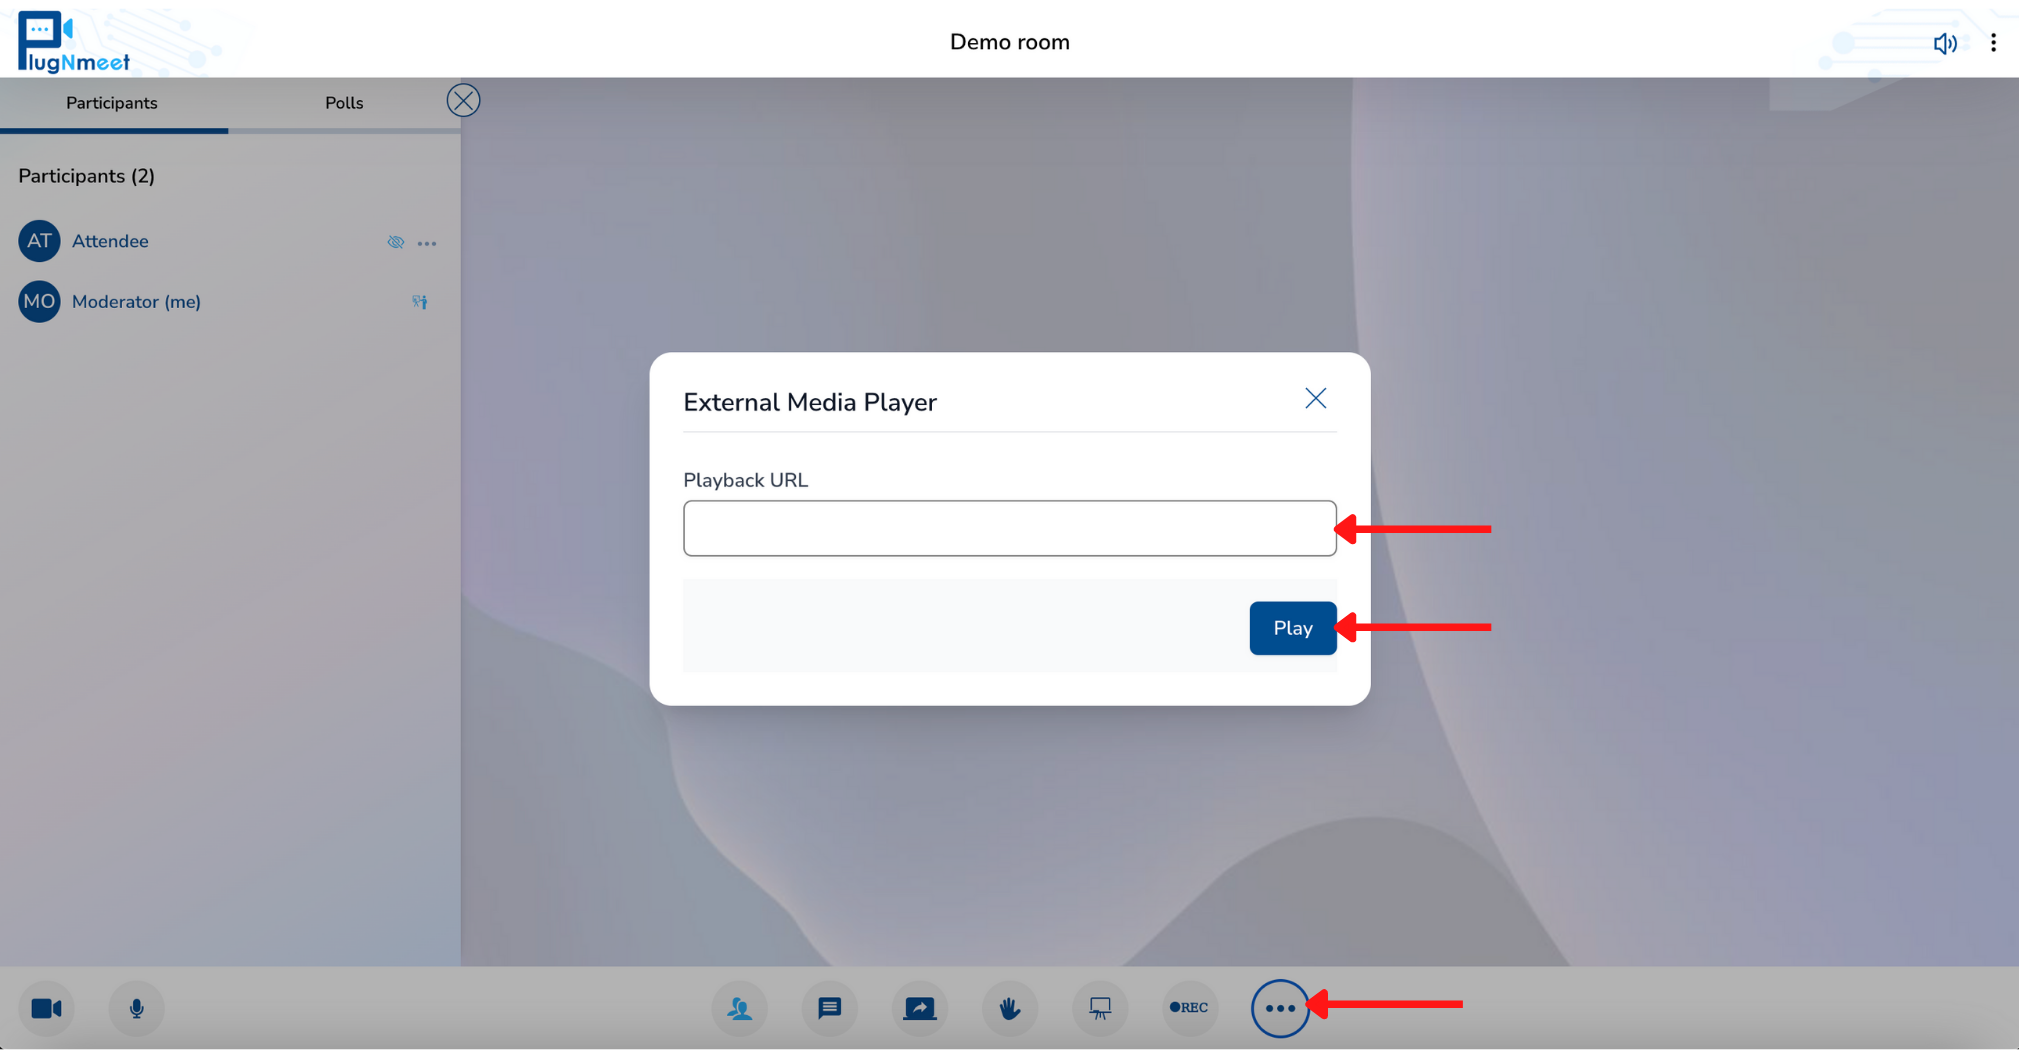 PlugNmeet
Demo room
Participants
Polls
Participants (2)
AT
Attendee
MO
Moderator (me)
External Media Player
Playback URL
Play
REC